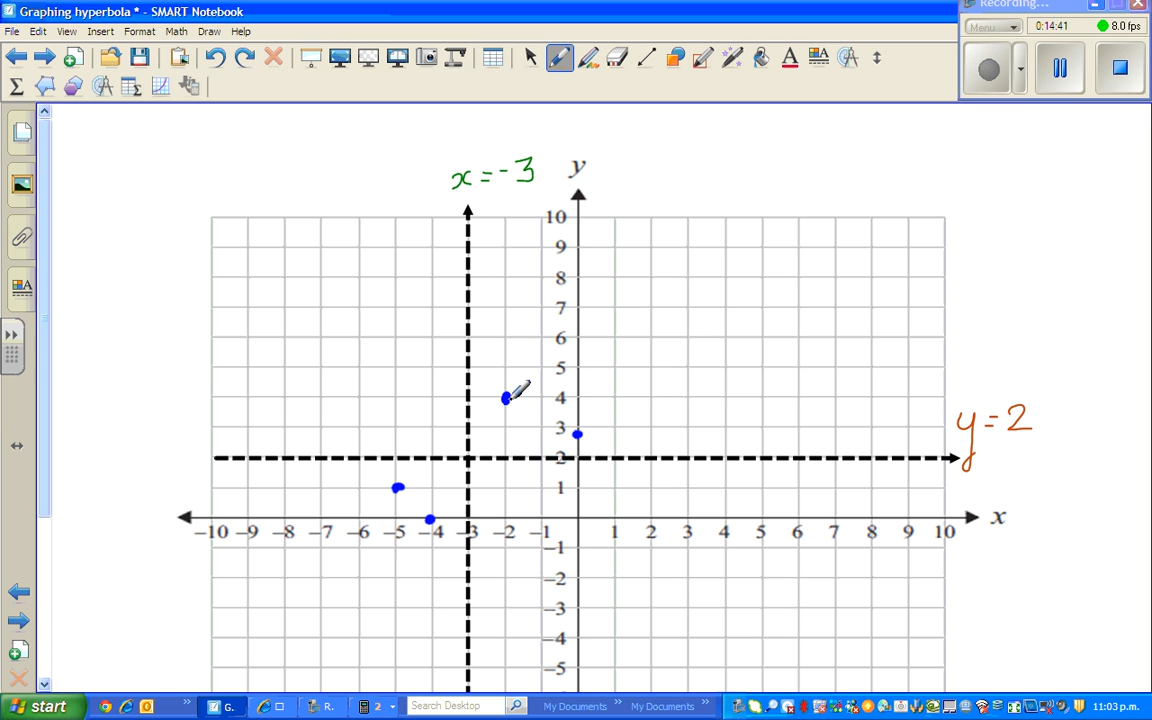 Graphing hyperbola * - SMART Notebook
Recording...
File Edit View Insert Format Math Draw Help
Menu 0:14:41 8.0 fps
x = -3
y
10
9
8
7
6
5
4
3
y = 2
2
1
x
-10 -9 -8 -7 -6 -5 -4 -3 -2 -1 1 2 3 4 5 6 7 8 9 10
-1
-2
-3
-4
-5
start G. R. 2 Search Desktop My Documents My Documents 11:03 p.m.